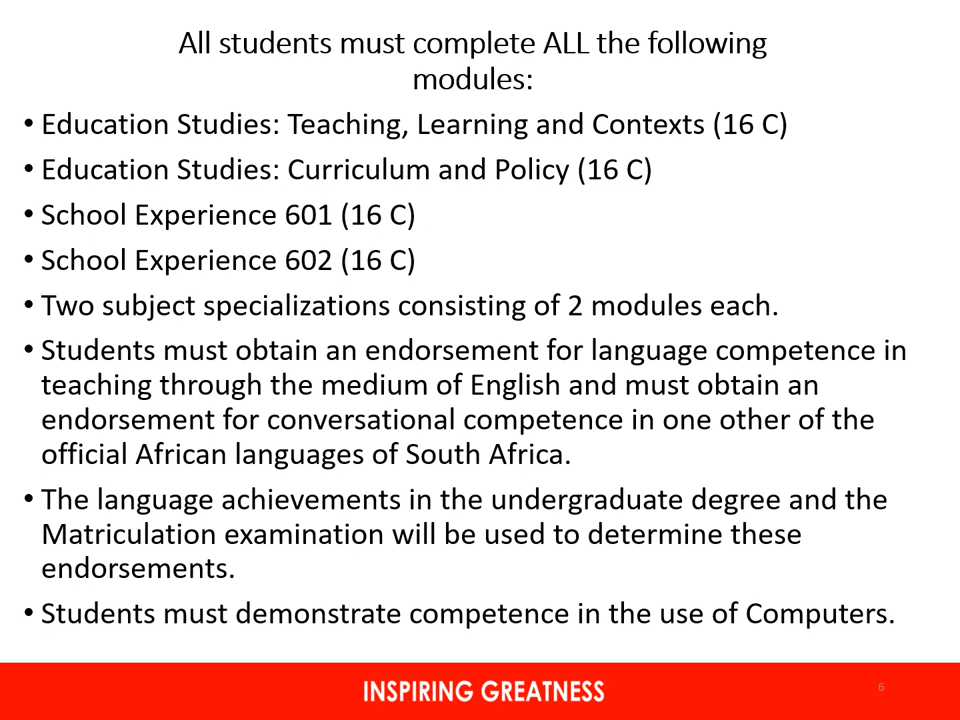 All students must complete ALL the following
modules:
• Education Studies: Teaching, Learning and Contexts (16 C)
• Education Studies: Curriculum and Policy (16 C)
• School Experience 601 (16 C)
• School Experience 602 (16 C)
• Two subject specializations consisting of 2 modules each.
• Students must obtain an endorsement for language competence in
teaching through the medium of English and must obtain an
endorsement for conversational competence in one other of the
official African languages of South Africa.
• The language achievements in the undergraduate degree and the
Matriculation examination will be used to determine these
endorsements.
• Students must demonstrate competence in the use of Computers.
INSPIRING GREATNESS
6